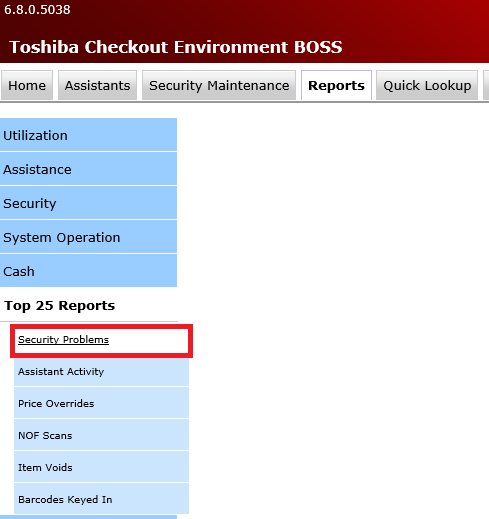 6.8.0.5038
Toshiba Checkout Environment BOSS
Home Assistants Security Maintenance Reports Quick Lookup
Utilization
Assistance
Security
System Operation
Cash
Top 25 Reports
Security Problems
Assistant Activity
Price Overrides
NOF Scans
Item Voids
Barcodes Keyed In